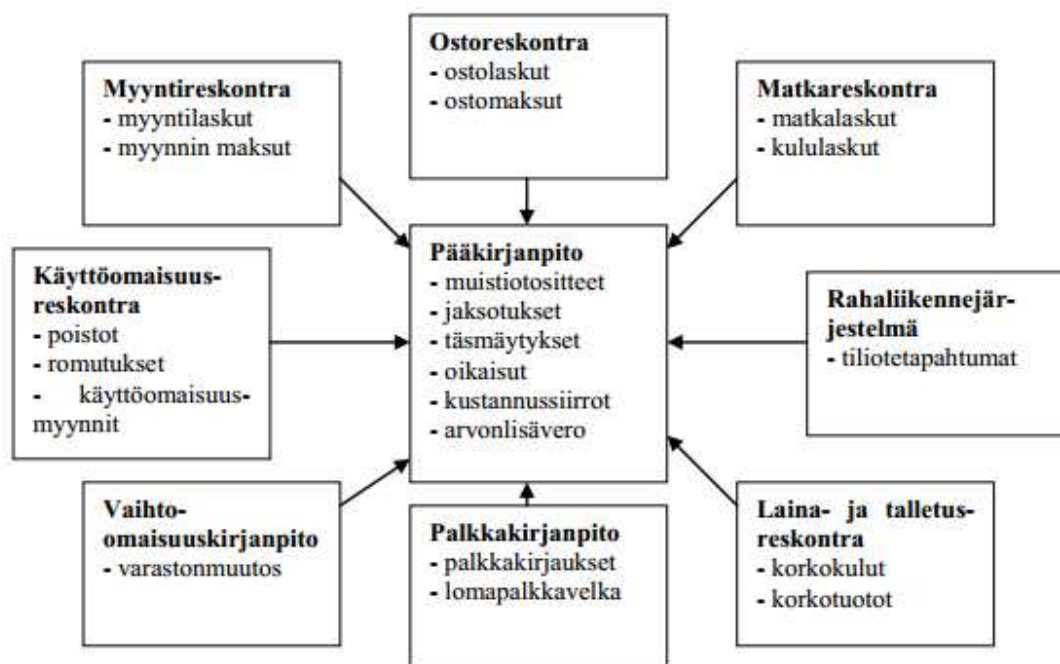 Ostoreskontra
- ostolaskut
- ostomaksut
Myyntireskontra
- myyntilaskut
- myynnin maksut
Matkareskontra
- matkalaskut
- kululaskut
Pääkirjanpito
- muistiotositteet
- jaksotukset
- täsmäytykset
- oikaisut
- kustannussiirrot
- arvonlisävero
Käyttöomaisuus-
reskontra
- poistot
- romutukset
- käyttöomaisuus-
myynnit
Rahaliikennejär-
jestelmä
- tiliotetapahtumat
Vaihto-
omaisuuskirjanpito
- varastonmuutos
Palkkakirjanpito
- palkkakirjaukset
- lomapalkkavelka
Laina- ja talletus-
reskontra
- korkokulut
- korkotuotot